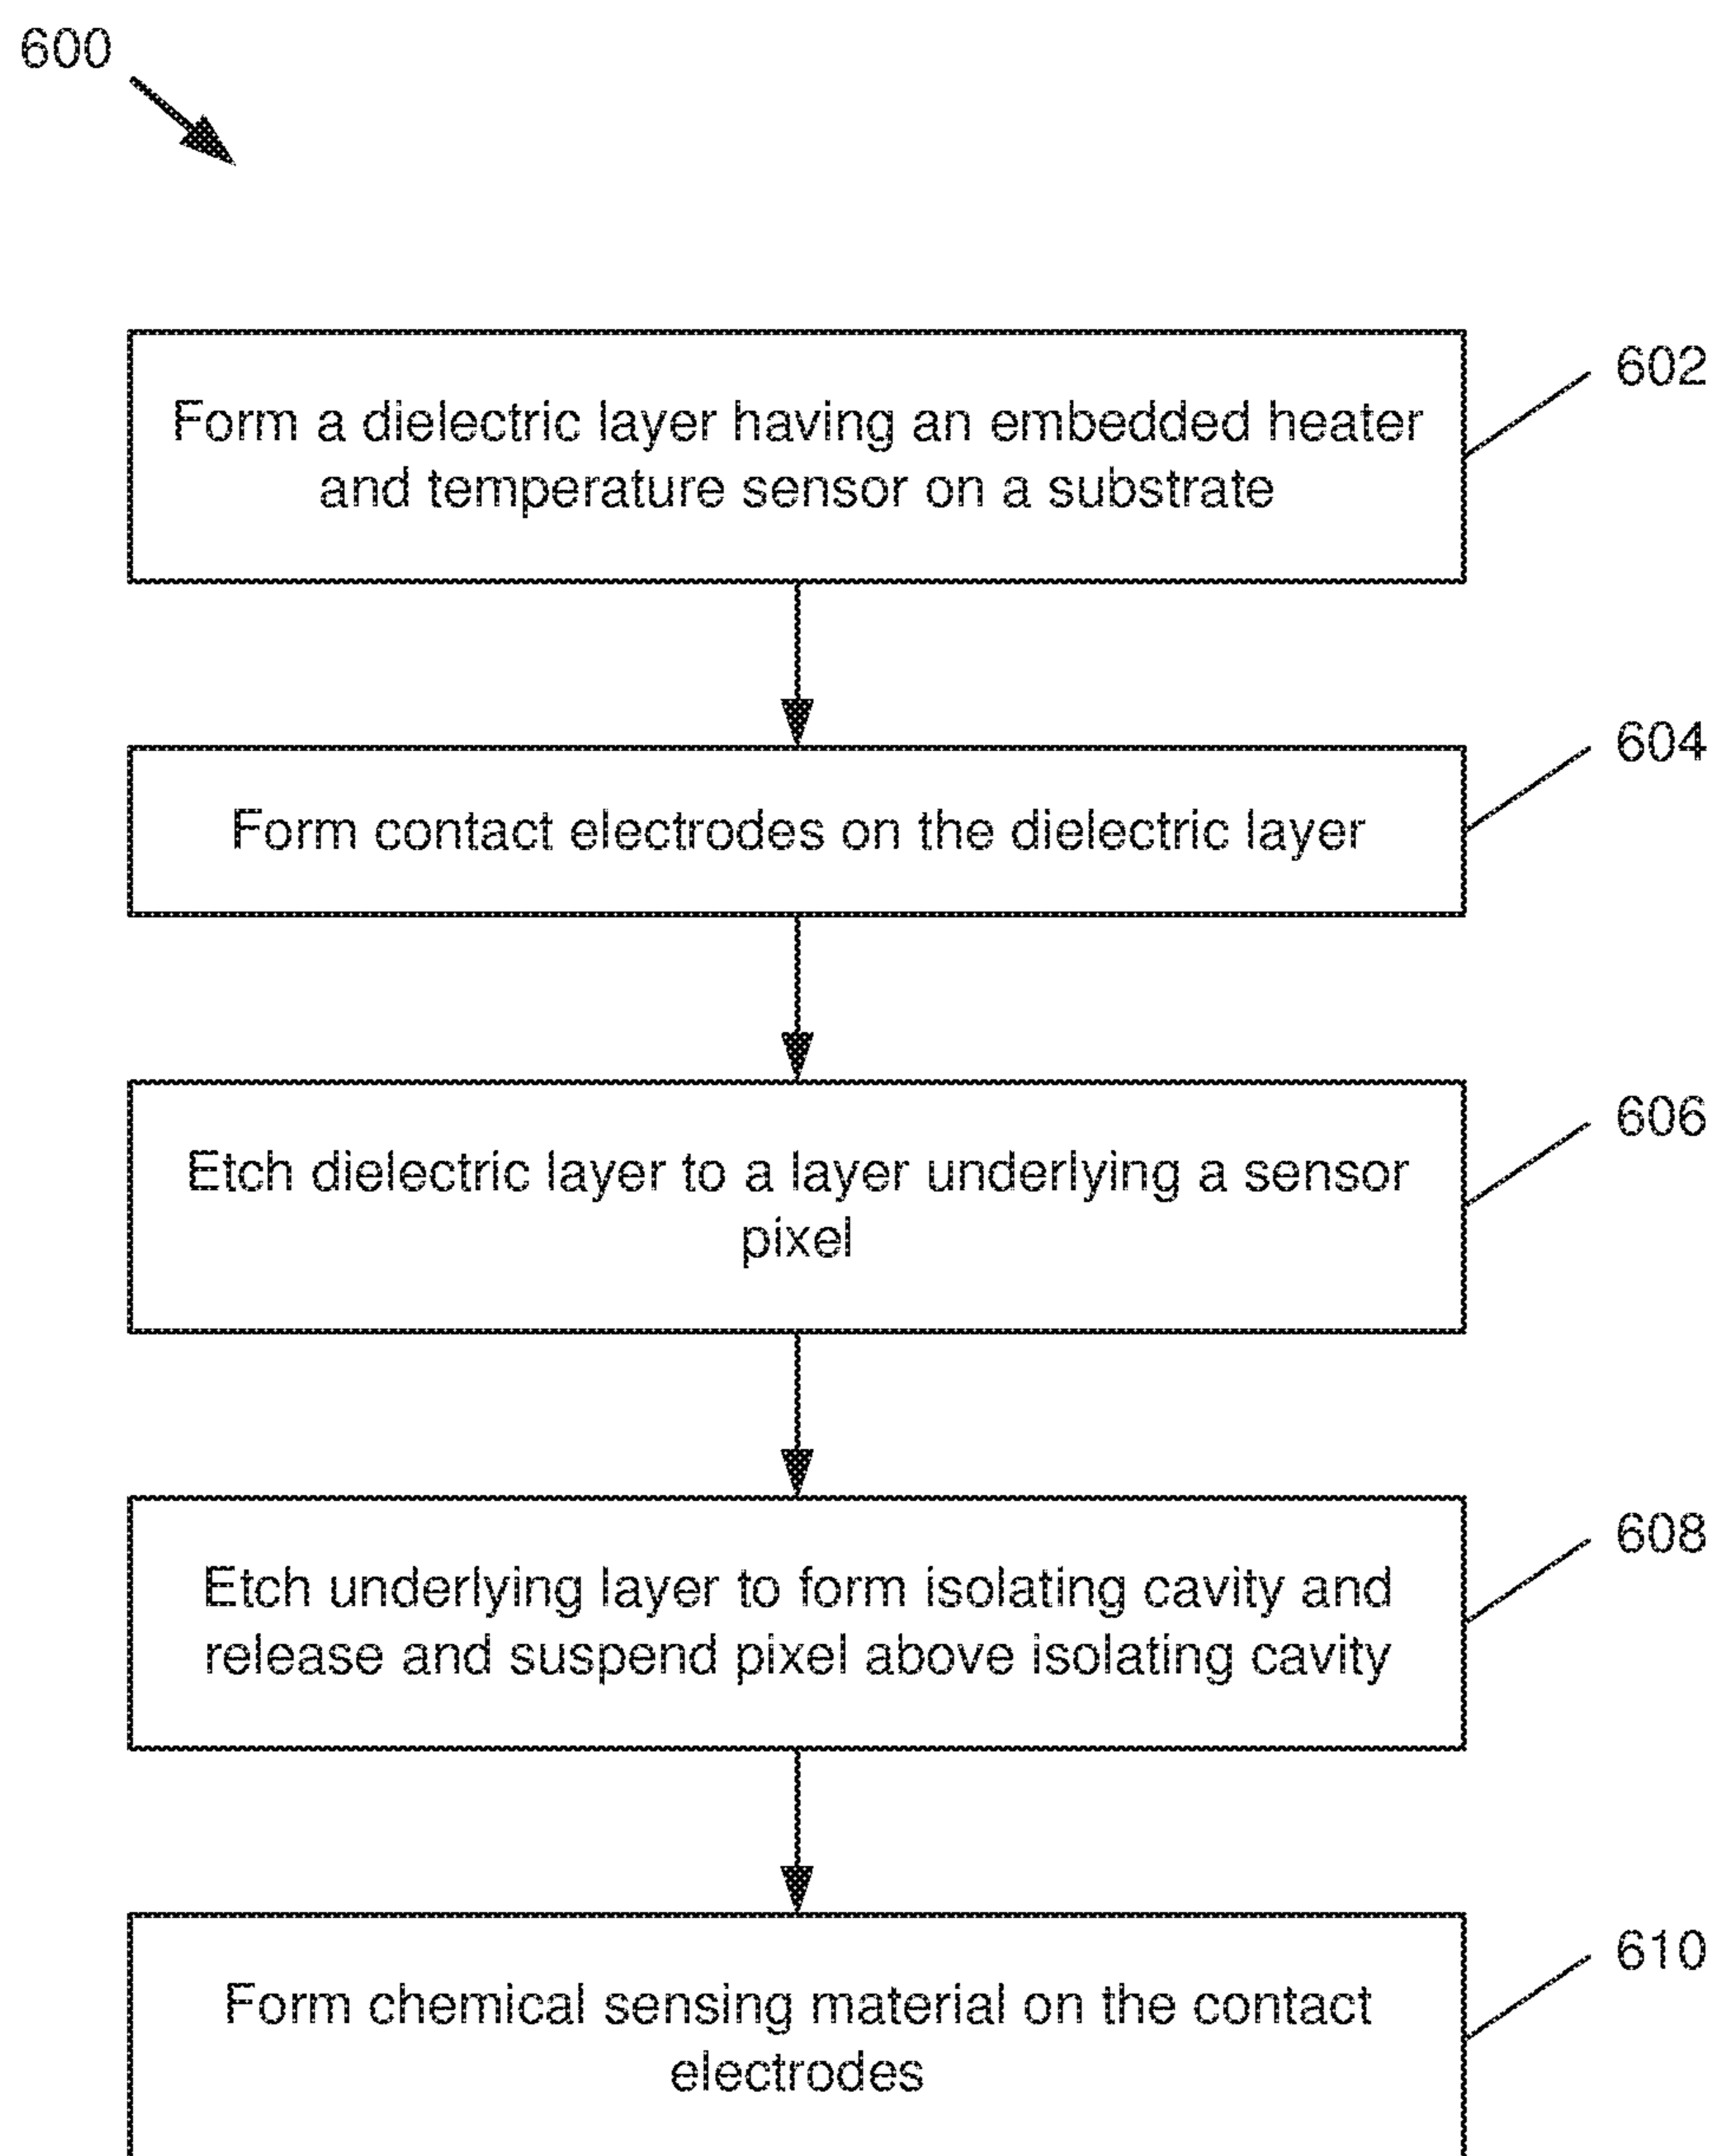 600
Form a dielectric layer having an embedded heater
and temperature sensor on a substrate
602
Form contact electrodes on the dielectric layer
604
Etch dielectric layer to a layer underlying a sensor
pixel
606
Etch underlying layer to form isolating cavity and
release and suspend pixel above isolating cavity
608
Form chemical sensing material on the contact
electrodes
610